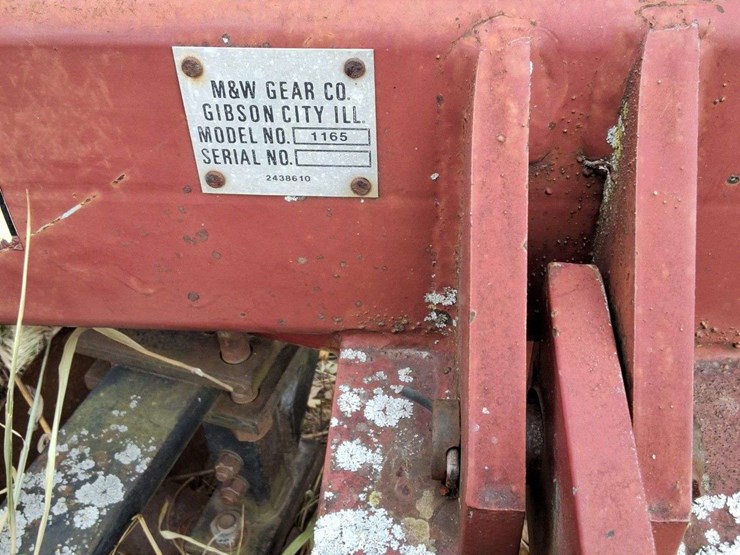 M&W GEAR CO.
GIBSON CITY ILL.
MODEL NO. 1165
SERIAL NO.
2438610